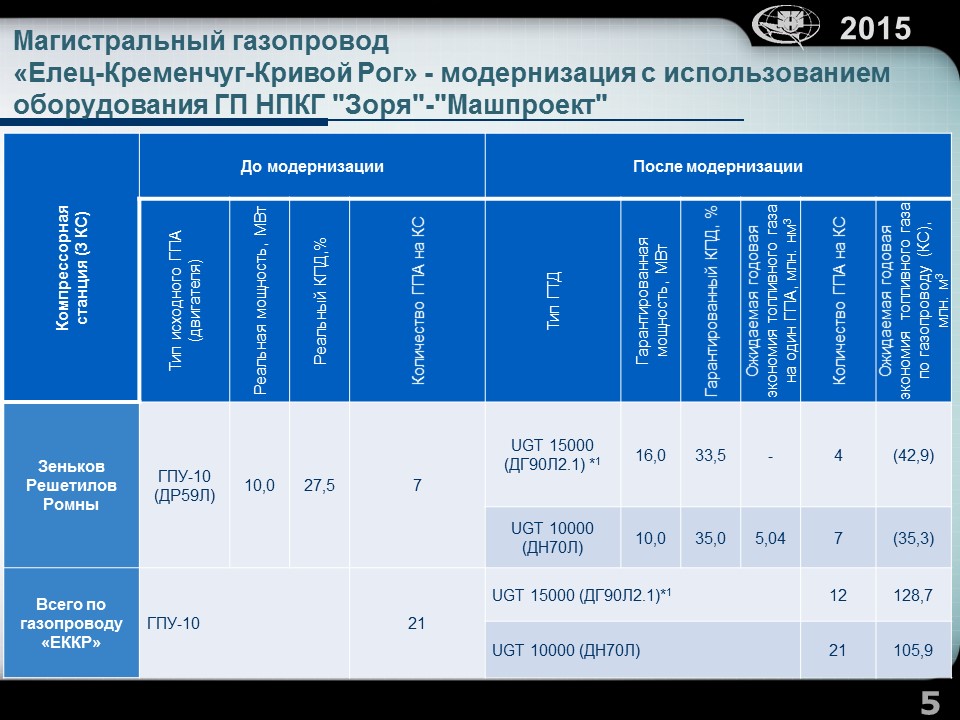 2015
Магистральный газопровод
«Елец-Кременчуг-Кривой Рог» - модернизация с использованием
оборудования ГП НПКГ "Зоря"-"Машпроект"
Компрессорная
станция (3 КС)
До модернизации
После модернизации
Тип исходного ГПА
(двигателя)
Реальная мощность, МВт
Реальный КПД,%
Количество ГПА на КС
Тип ГТД
Гарантированная
мощность, МВт
Гарантированный КПД, %
Ожидаемая годовая
экономия топливного газа
на один ГПА, млн. нм³
Количество ГПА на КС
Ожидаемая годовая
экономия топливного газа
по газопроводу (КС),
млн. м³
Зеньков
Решетилов
Ромны
ГПУ-10
(ДР59Л)
10,0
27,5
7
UGT 15000
(ДГ90Л2.1) *¹
16,0
33,5
-
4
(42,9)
UGT 10000
(ДН70Л)
10,0
35,0
5,04
7
(35,3)
Всего по
газопроводу
«ЕККР»
ГПУ-10
21
UGT 15000 (ДГ90Л2.1)*¹
12
128,7
UGT 10000 (ДН70Л)
21
105,9
5